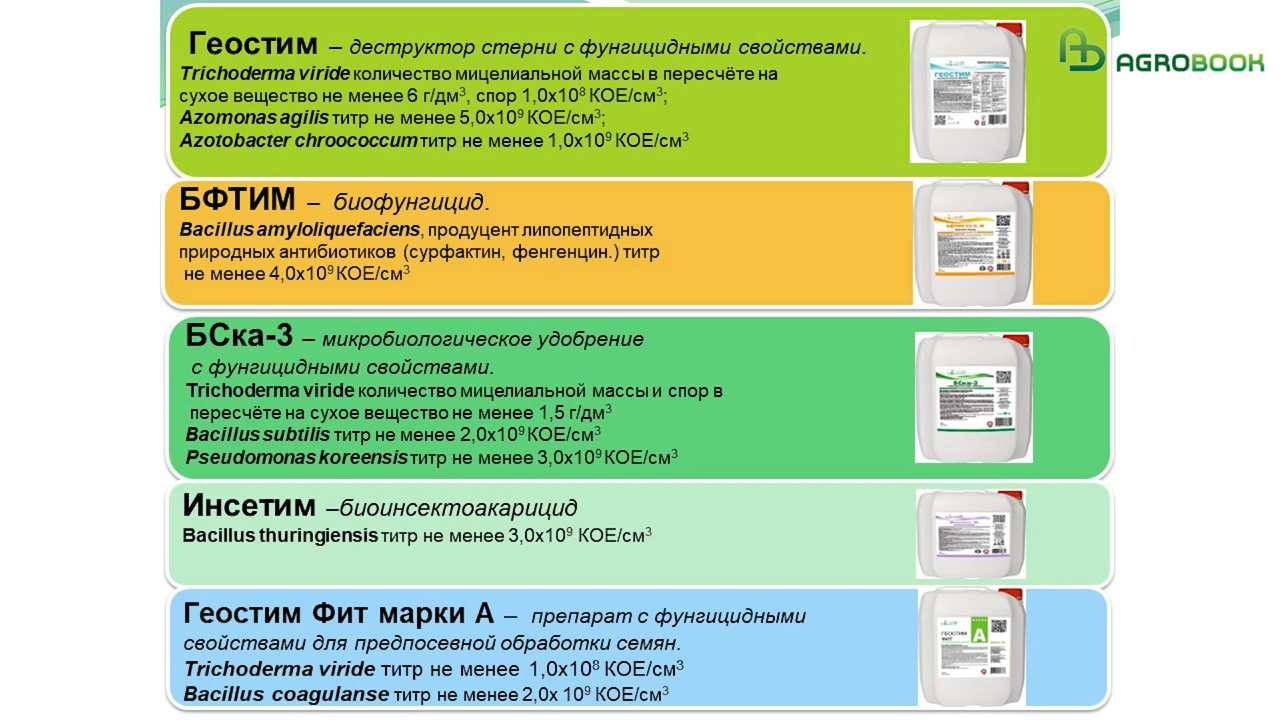 Геостим – деструктор стерни с фунгицидными свойствами.
Trichoderma viride количество мицелиальной массы в пересчёте на
сухое вещество не менее 6 г/дм³, спор 1,0х10⁸ КОЕ/см³;
Azomonas agilis титр не менее 5,0х10⁹ КОЕ/см³;
Azotobacter chroococcum титр не менее 1,0х10⁹ КОЕ/см³
ГЕОСТИМ
AGROBOOK
БФТИМ – биофунгицид.
Bacillus amyloliquefaciens, продуцент липопептидных
природных антибиотиков (сурфактин, фенгенцин.) титр
не менее 4,0х10⁹ КОЕ/см³
БСка-3 – микробиологическое удобрение
с фунгицидными свойствами.
Trichoderma viride количество мицелиальной массы и спор в
пересчёте на сухое вещество не менее 1,5 г/дм³
Bacillus subtilis титр не менее 2,0х10⁹ КОЕ/см³
Pseudomonas koreensis титр не менее 3,0х10⁹ КОЕ/см³
БСка-3
Инсетим –биоинсектоакарицид
Bacillus thuringiensis титр не менее 3,0х10⁹ КОЕ/см³
Геостим Фит марки А – препарат с фунгицидными
свойствами для предпосевной обработки семян.
Trichoderma viride титр не менее 1,0х10⁸ КОЕ/см³
Bacillus coagulanse титр не менее 2,0х 10⁹ КОЕ/см³
ГЕОСТИМ
ФИТ
А